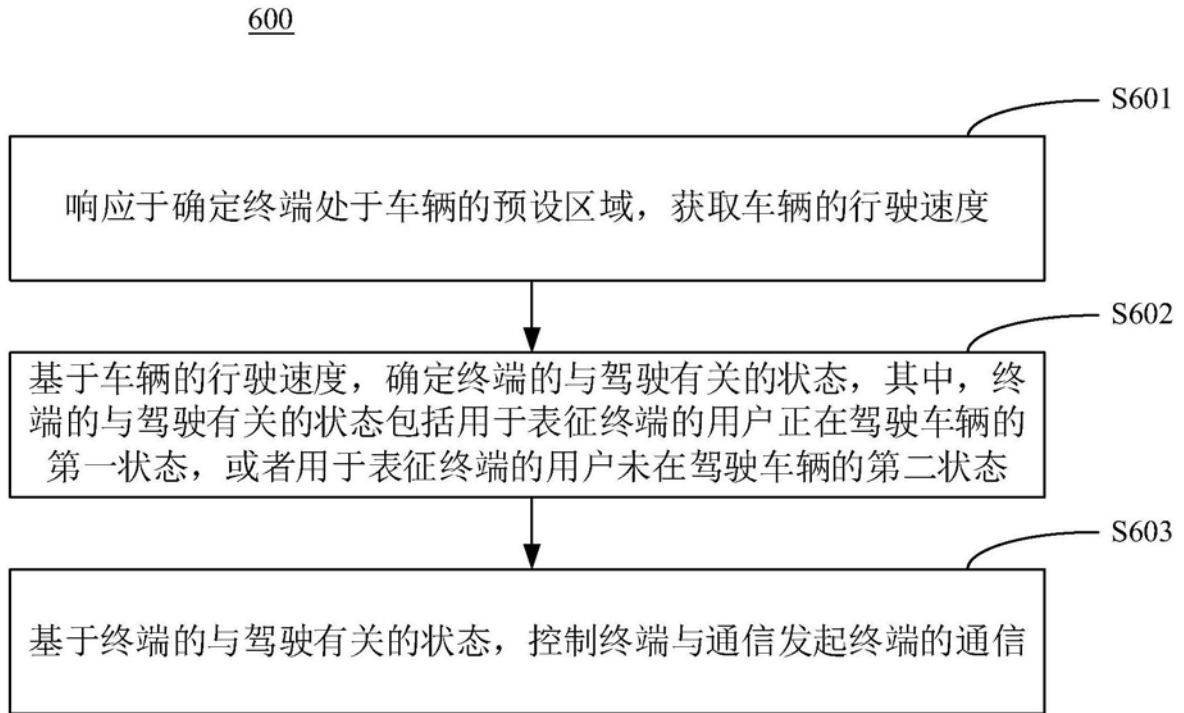 600
S601
响应于确定终端处于车辆的预设区域，获取车辆的行驶速度
S602
基于车辆的行驶速度，确定终端的与驾驶有关的状态，其中，终
端的与驾驶有关的状态包括用于表征终端的用户正在驾驶车辆的
第一状态，或者用于表征终端的用户未在驾驶车辆的第二状态
S603
基于终端的与驾驶有关的状态，控制终端与通信发起终端的通信